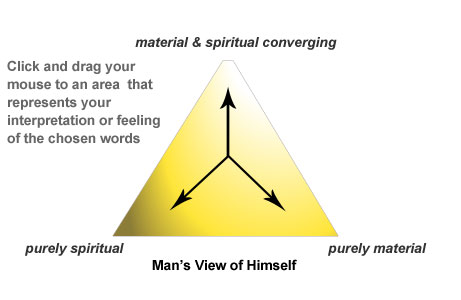 material & spiritual converging
Click and drag your
mouse to an area that
represents your
interpretation or feeling
of the chosen words
purely spiritual
purely material
Man's View of Himself